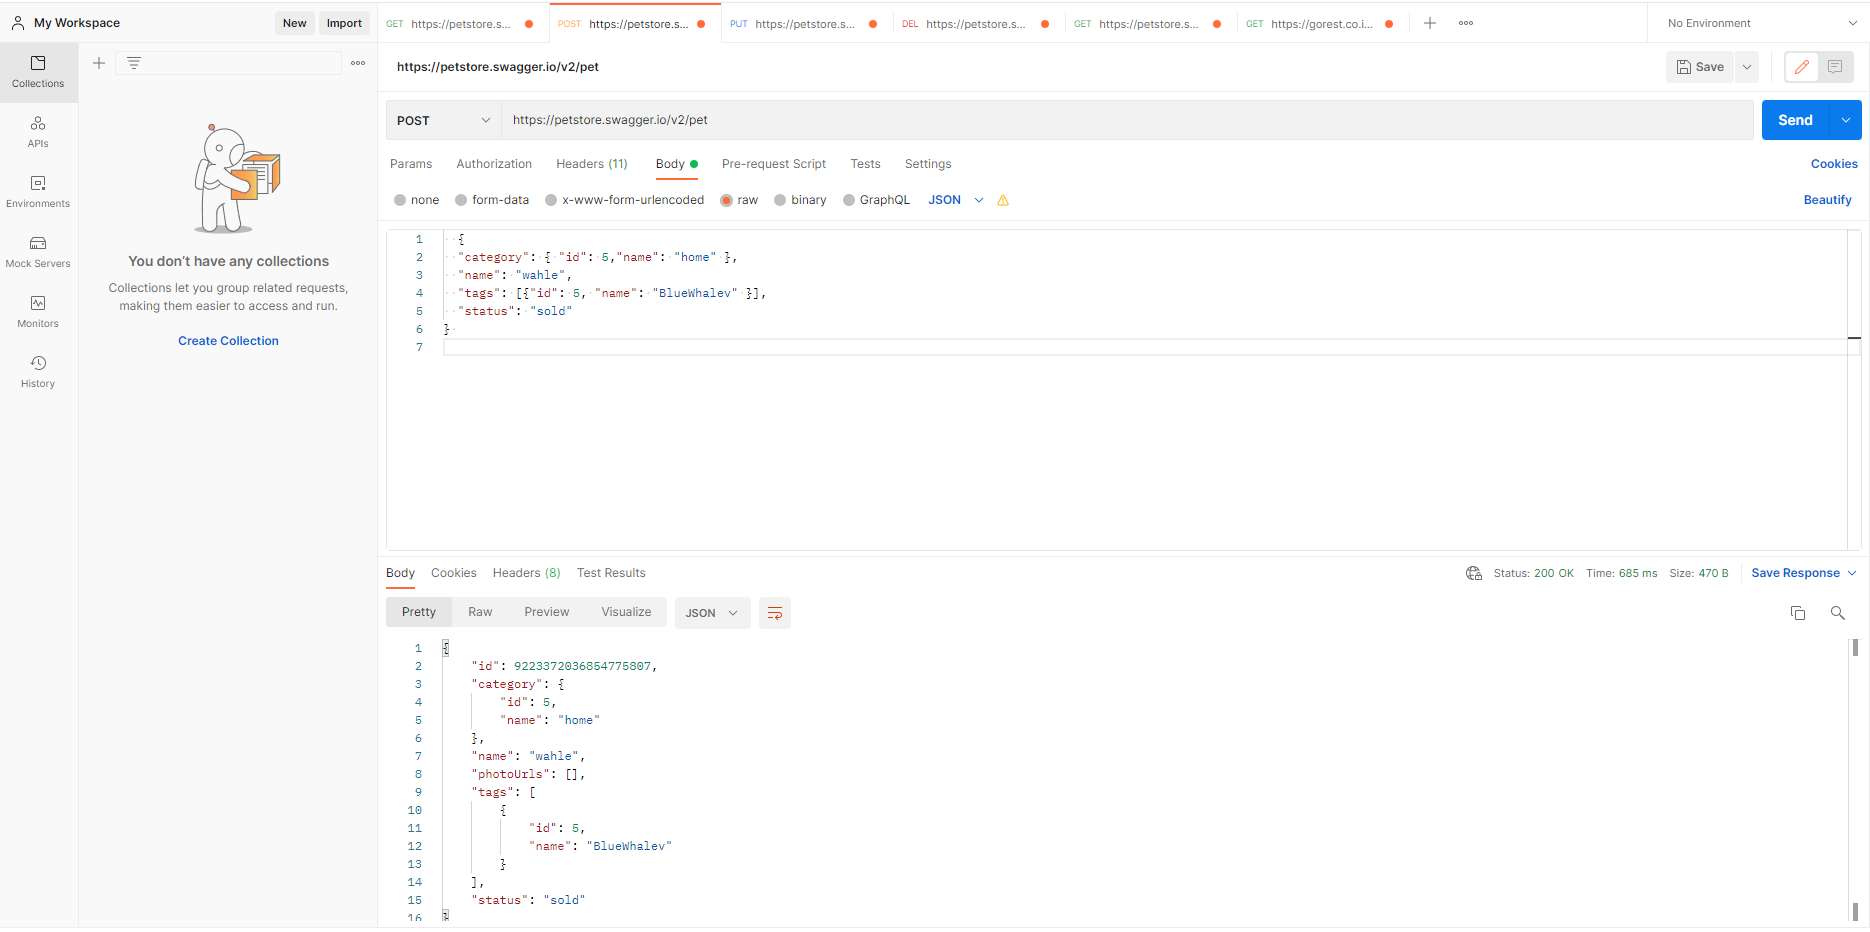 My Workspace
New
Import
GET https://petstore.s...
POST https://petstore.s...
PUT https://petstore.s...
DEL https://petstore.s...
GET https://petstore.s...
GET https://gorest.co.i...
No Environment
Collections
APIs
Environments
Mock Servers
Monitors
History
You don't have any collections
Collections let you group related requests,
making them easier to access and run.
Create Collection
https://petstore.swagger.io/v2/pet
Save
POST
https://petstore.swagger.io/v2/pet
Send
Params Authorization Headers (11) Body Pre-request Script Tests Settings
Cookies
none form-data x-www-form-urlencoded raw binary GraphQL JSON
Beautify
1 {
2 "category": { "id": 5,"name": "home" },
3 "name": "wahle",
4 "tags": [{"id": 5, "name": "BlueWhalev" }],
5 "status": "sold"
6 }
7
Body Cookies Headers (8) Test Results
Status: 200 OK Time: 685 ms Size: 470 B
Save Response
Pretty Raw Preview Visualize JSON
1 {
2 "id": 9223372036854775807,
3 "category": {
4 "id": 5,
5 "name": "home"
6 },
7 "name": "wahle",
8 "photoUrls": [],
9 "tags": [
10 {
11 "id": 5,
12 "name": "BlueWhalev"
13 }
14 ],
15 "status": "sold"
16 }